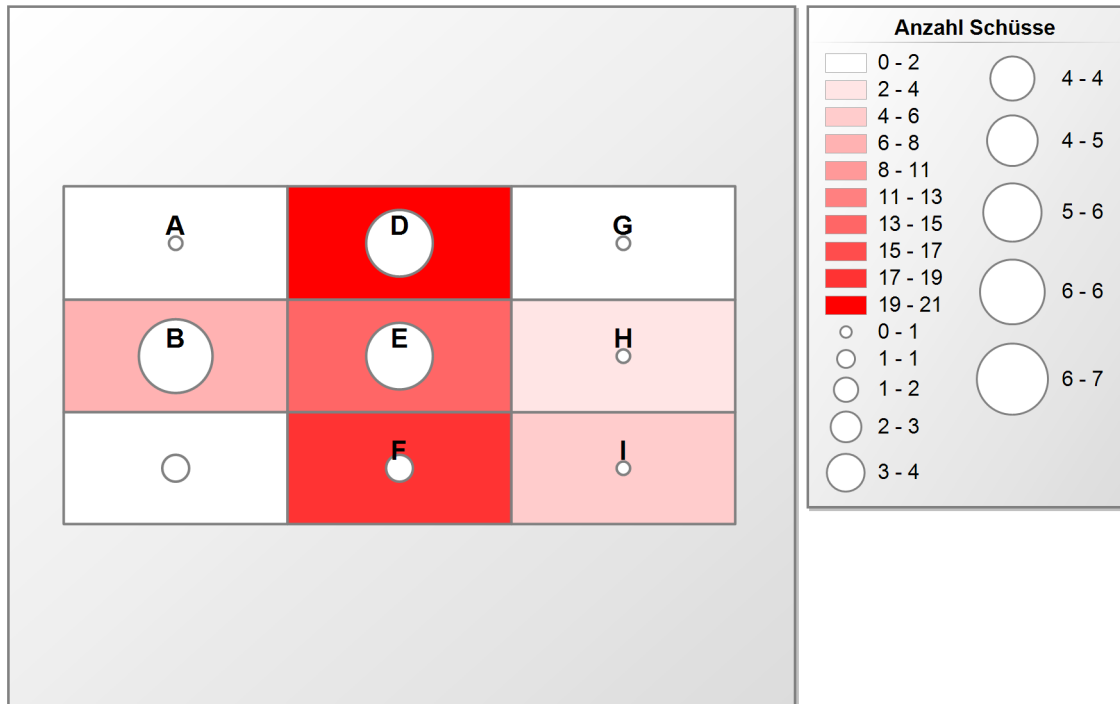 Anzahl Schüsse
0 - 2
2 - 4
4 - 6
6 - 8
8 - 11
11 - 13
13 - 15
15 - 17
17 - 19
19 - 21
0 - 1
1 - 1
1 - 2
2 - 3
3 - 4
4 - 4
4 - 5
5 - 6
6 - 6
6 - 7
A D G
B E H
F I